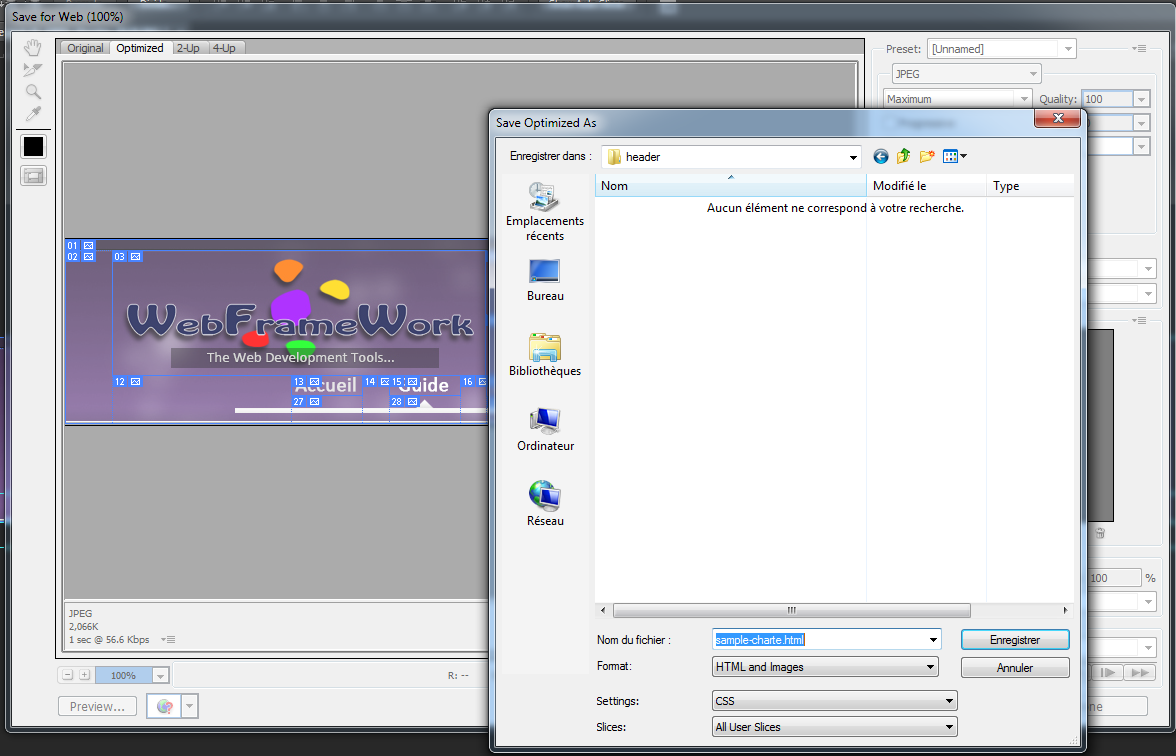 Save for Web (100%)
Original Optimized 2-Up 4-Up
Preset: [Unnamed]
JPEG
Maximum Quality: 100
Save Optimized As
Enregistrer dans : header
Nom Modifié le Type
Aucun élément ne correspond à votre recherche.
Emplacements
récents
Bureau
Bibliothèques
Ordinateur
Réseau
01
02 03
WebFrameWork
The Web Development Tools...
12 13 14 15 16
Accueil Guide
27 28
JPEG
2,066K
1 sec @ 56.6 Kbps
100% R: --
Preview...
Nom du fichier : sample-charte.html Enregistrer
Format: HTML and Images Annuler
Settings: CSS
Slices: All User Slices
100 %